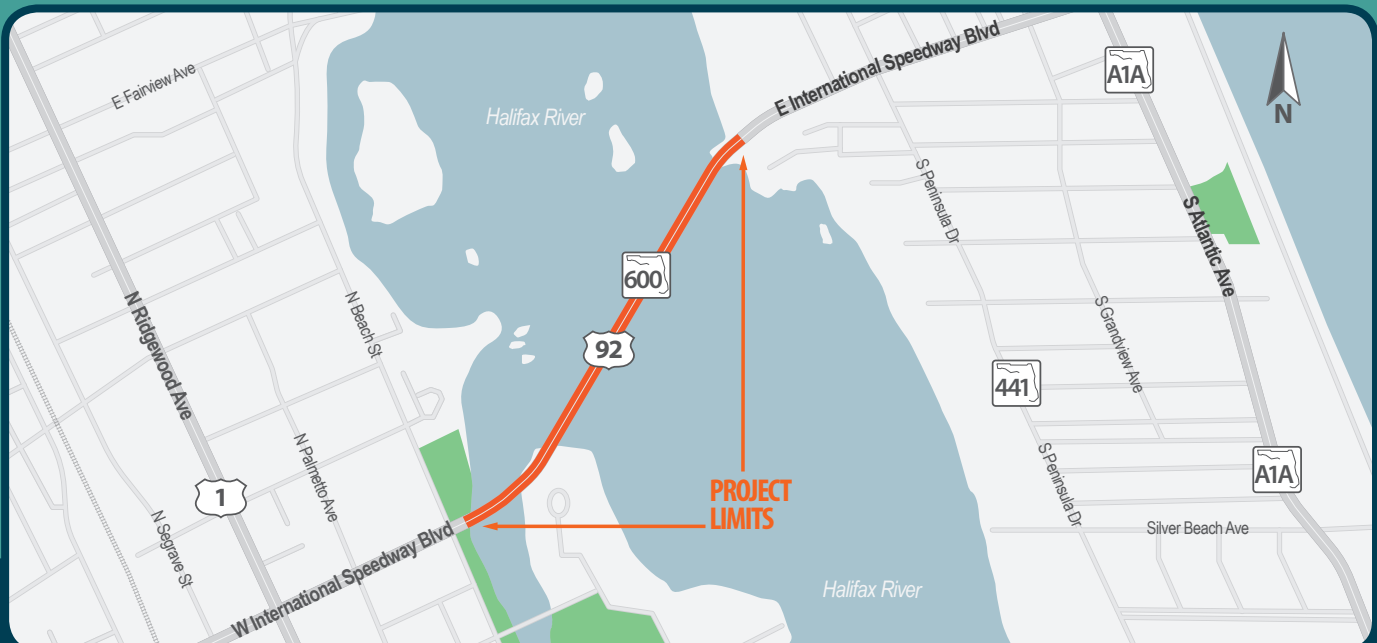 E International Speedway Blvd
A1A
E Fairview Ave
Halifax River
N
S Peninsula Dr
S Atlantic Ave
600
N Ridgewood Ave
N Beach St
S Grandview Ave
92
441
N Palmetto Ave
S Peninsula Dr
A1A
1
PROJECT
LIMITS
N Segrave St
Silver Beach Ave
W International Speedway Blvd
Halifax River